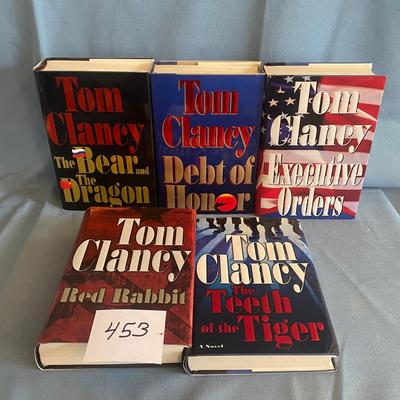 Tom
Clancy
The Bear and
The Dragon
Tom
Clancy
Debt of
Honor
Tom
Clancy
Executive
Orders
Tom
Clancy
Red Rabbit
453
Tom
Clancy
The
Teeth
of the
Tiger
A Novel